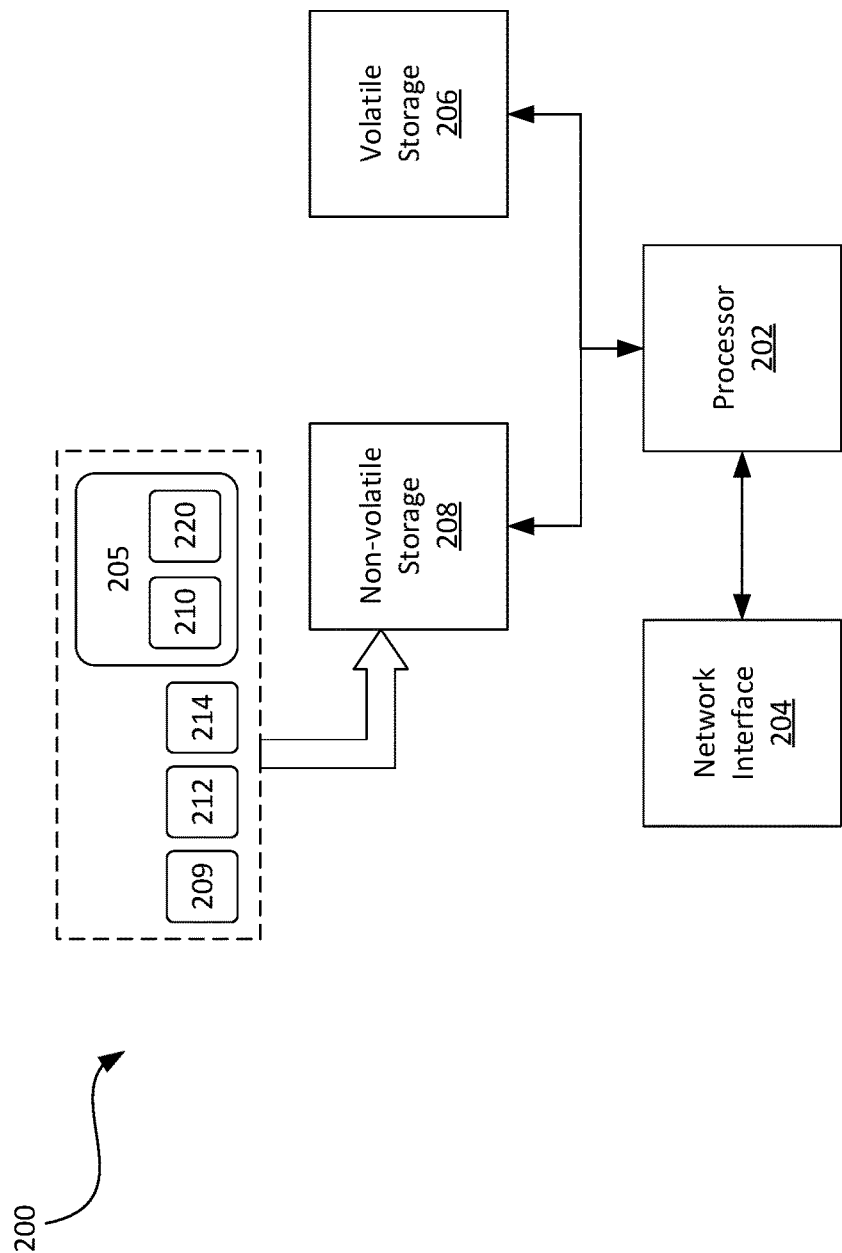 200
209
212
214
205
210
220
Non-volatile
Storage
208
Volatile
Storage
206
Network
Interface
204
Processor
202